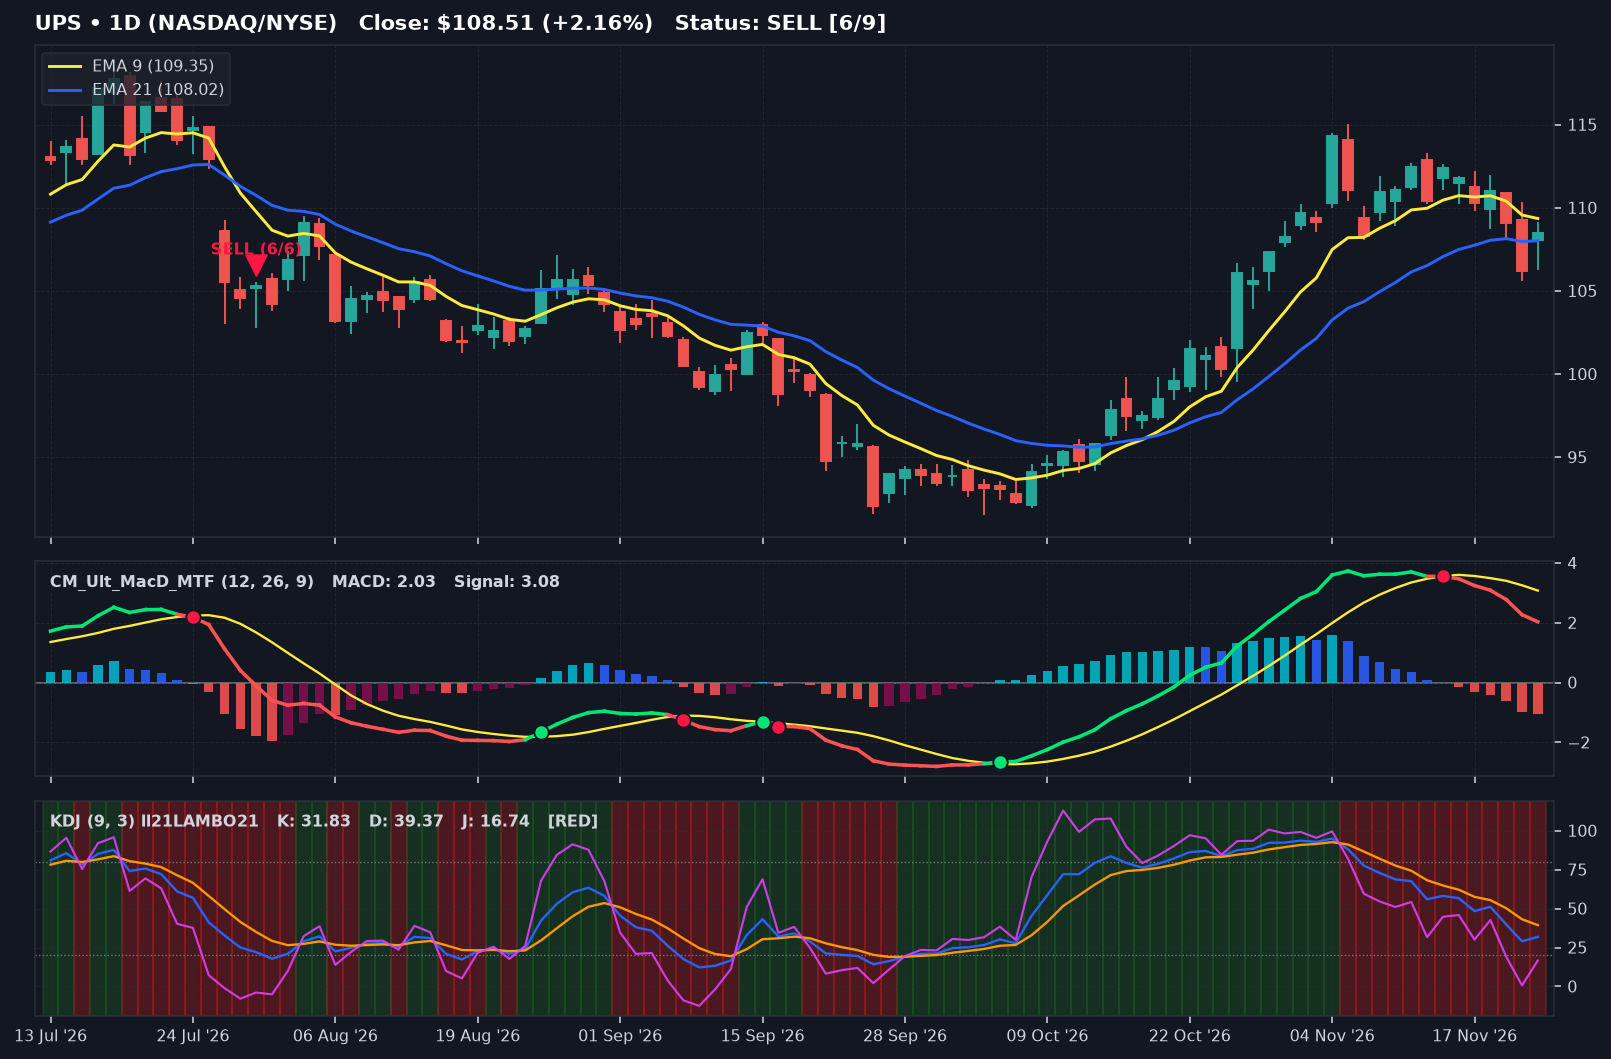 UPS • 1D (NASDAQ/NYSE)   Close: $108.51 (+2.16%)   Status: SELL [6/9]
EMA 9 (109.35)
EMA 21 (108.02)
SELL (6/6)
115
110
105
100
95
CM_Ult_MacD_MTF (12, 26, 9)   MACD: 2.03   Signal: 3.08
4
2
0
−2
KDJ (9, 3) II21LAMBO21   K: 31.83   D: 39.37   J: 16.74   [RED]
100
75
50
25
0
13 Jul '26
24 Jul '26
06 Aug '26
19 Aug '26
01 Sep '26
15 Sep '26
28 Sep '26
09 Oct '26
22 Oct '26
04 Nov '26
17 Nov '26